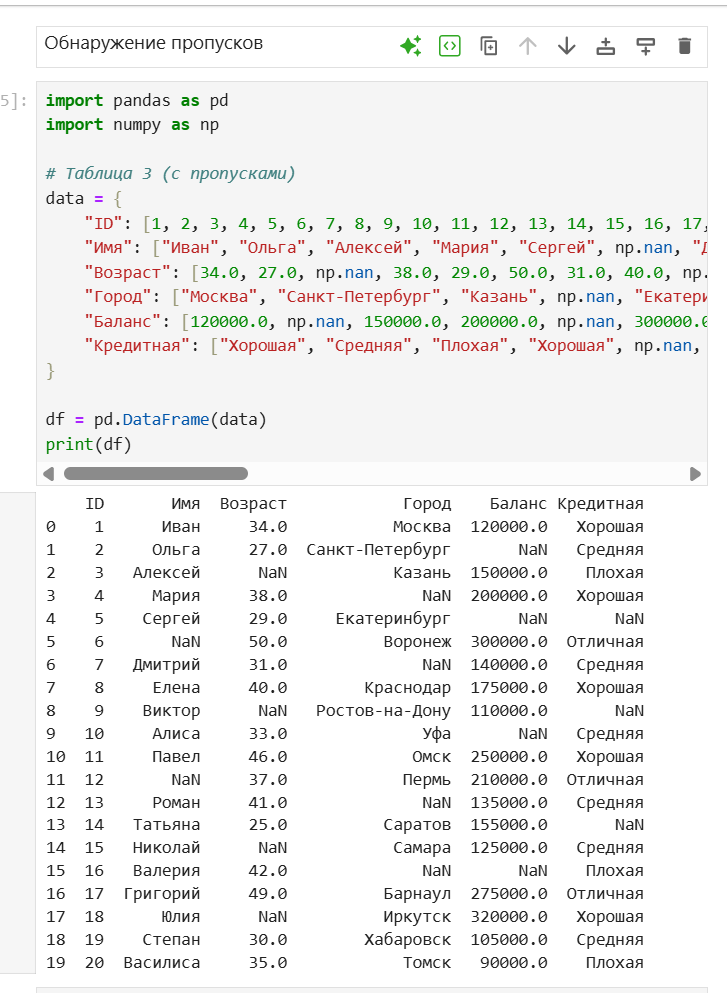 Обнаружение пропусков
5]:
import pandas as pd
import numpy as np
# Таблица 3 (с пропусками)
data = {
"ID": [1, 2, 3, 4, 5, 6, 7, 8, 9, 10, 11, 12, 13, 14, 15, 16, 17,
"Имя": ["Иван", "Ольга", "Алексей", "Мария", "Сергей", np.nan, "Д
"Возраст": [34.0, 27.0, np.nan, 38.0, 29.0, 50.0, 31.0, 40.0, np.
"Город": ["Москва", "Санкт-Петербург", "Казань", np.nan, "Екатери
"Баланс": [120000.0, np.nan, 150000.0, 200000.0, np.nan, 300000.0
"Кредитная": ["Хорошая", "Средняя", "Плохая", "Хорошая", np.nan,
}
df = pd.DataFrame(data)
print(df)
ID Имя Возраст Город Баланс Кредитная
0 1 Иван 34.0 Москва 120000.0 Хорошая
1 2 Ольга 27.0 Санкт-Петербург NaN Средняя
2 3 Алексей NaN Казань 150000.0 Плохая
3 4 Мария 38.0 NaN 200000.0 Хорошая
4 5 Сергей 29.0 Екатеринбург NaN NaN
5 6 NaN 50.0 Воронеж 300000.0 Отличная
6 7 Дмитрий 31.0 NaN 140000.0 Средняя
7 8 Елена 40.0 Краснодар 175000.0 Хорошая
8 9 Виктор NaN Ростов-на-Дону 110000.0 NaN
9 10 Алиса 33.0 Уфа NaN Средняя
10 11 Павел 46.0 Омск 250000.0 Хорошая
11 12 NaN 37.0 Пермь 210000.0 Отличная
12 13 Роман 41.0 NaN 135000.0 Средняя
13 14 Татьяна 25.0 Саратов 155000.0 NaN
14 15 Николай NaN Самара 125000.0 Средняя
15 16 Валерия 42.0 NaN NaN Плохая
16 17 Григорий 49.0 Барнаул 275000.0 Отличная
17 18 Юлия NaN Иркутск 320000.0 Хорошая
18 19 Степан 30.0 Хабаровск 105000.0 Средняя
19 20 Василиса 35.0 Томск 90000.0 Плохая